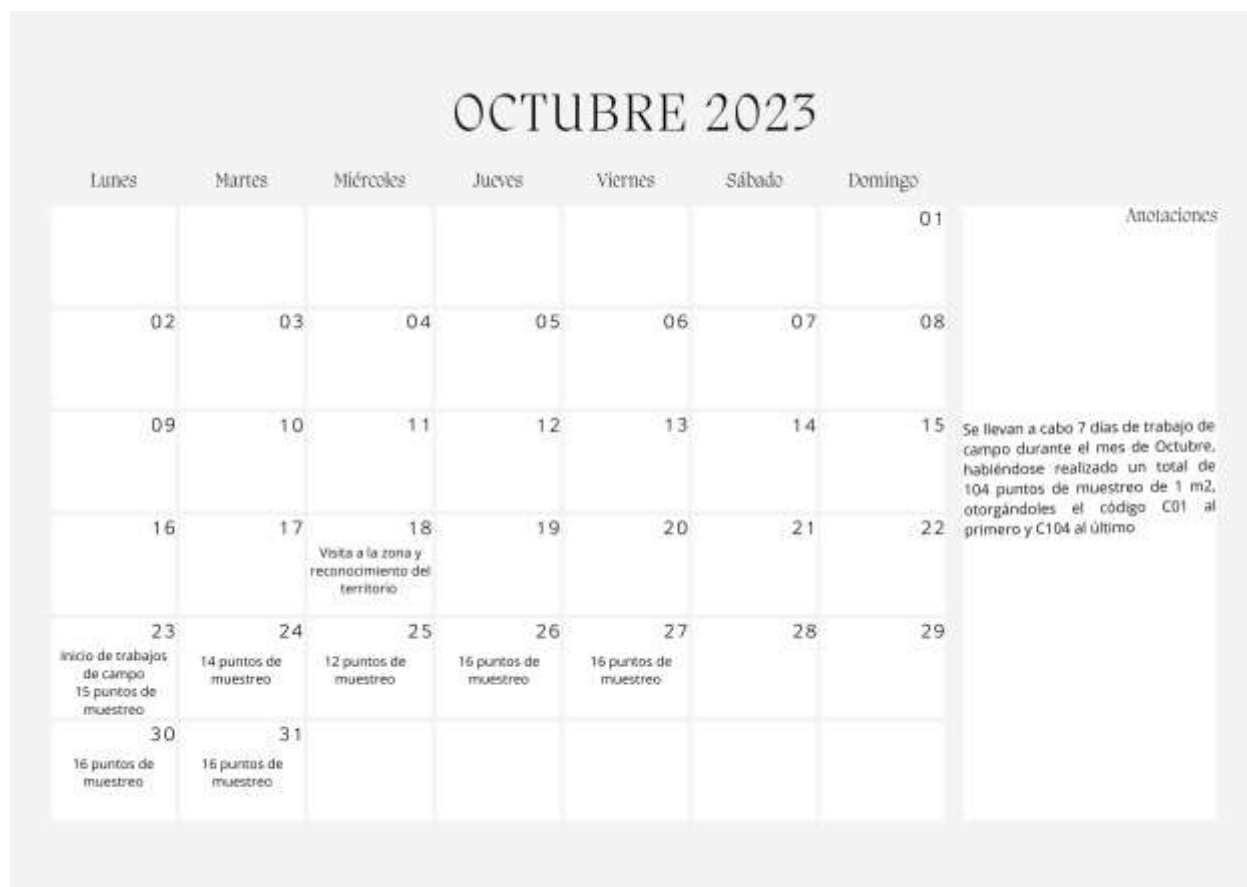 OCTUBRE 2023
Lunes Martes Miércoles Jueves Viernes Sábado Domingo
Anotaciones
01
02 03 04 05 06 07 08
09 10 11 12 13 14 15
Se llevan a cabo 7 días de trabajo de
campo durante el mes de Octubre,
habiéndose realizado un total de
104 puntos de muestreo de 1 m2,
otorgándoles el código C01 al
primero y C104 al último
16 17 18 19 20 21 22
Visita a la zona y
reconocimiento del
territorio
23 24 25 26 27 28 29
Inicio de trabajos
de campo
15 puntos de
muestreo
14 puntos de
muestreo
12 puntos de
muestreo
16 puntos de
muestreo
16 puntos de
muestreo
30 31
16 puntos de
muestreo
16 puntos de
muestreo